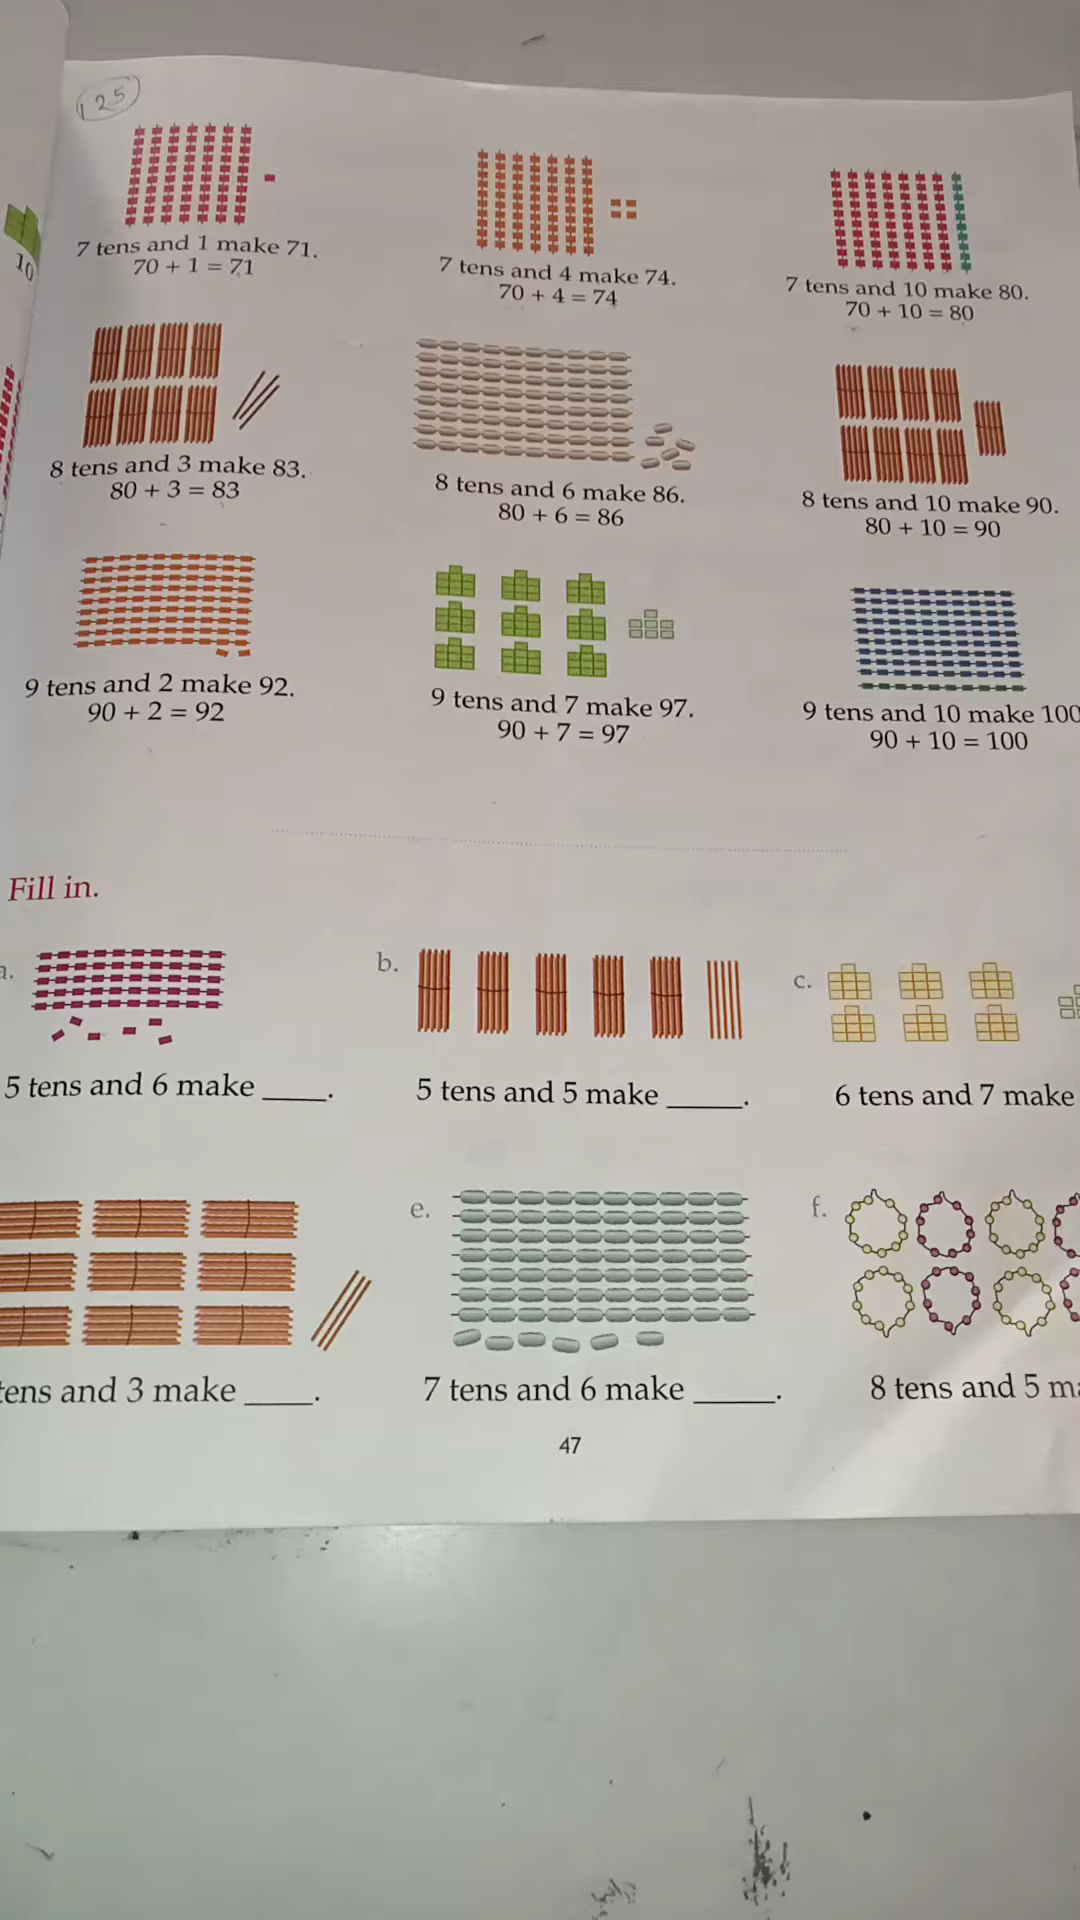 125
10
7 tens and 1 make 71.
70 + 1 = 71
7 tens and 4 make 74.
70 + 4 = 74
7 tens and 10 make 80.
70 + 10 = 80
8 tens and 3 make 83.
80 + 3 = 83
8 tens and 6 make 86.
80 + 6 = 86
8 tens and 10 make 90.
80 + 10 = 90
9 tens and 2 make 92.
90 + 2 = 92
9 tens and 7 make 97.
90 + 7 = 97
9 tens and 10 make 100
90 + 10 = 100
Fill in.
a.
5 tens and 6 make ____.
b.
5 tens and 5 make ____.
c.
6 tens and 7 make
tens and 3 make ____.
e.
7 tens and 6 make ____.
f.
8 tens and 5
47